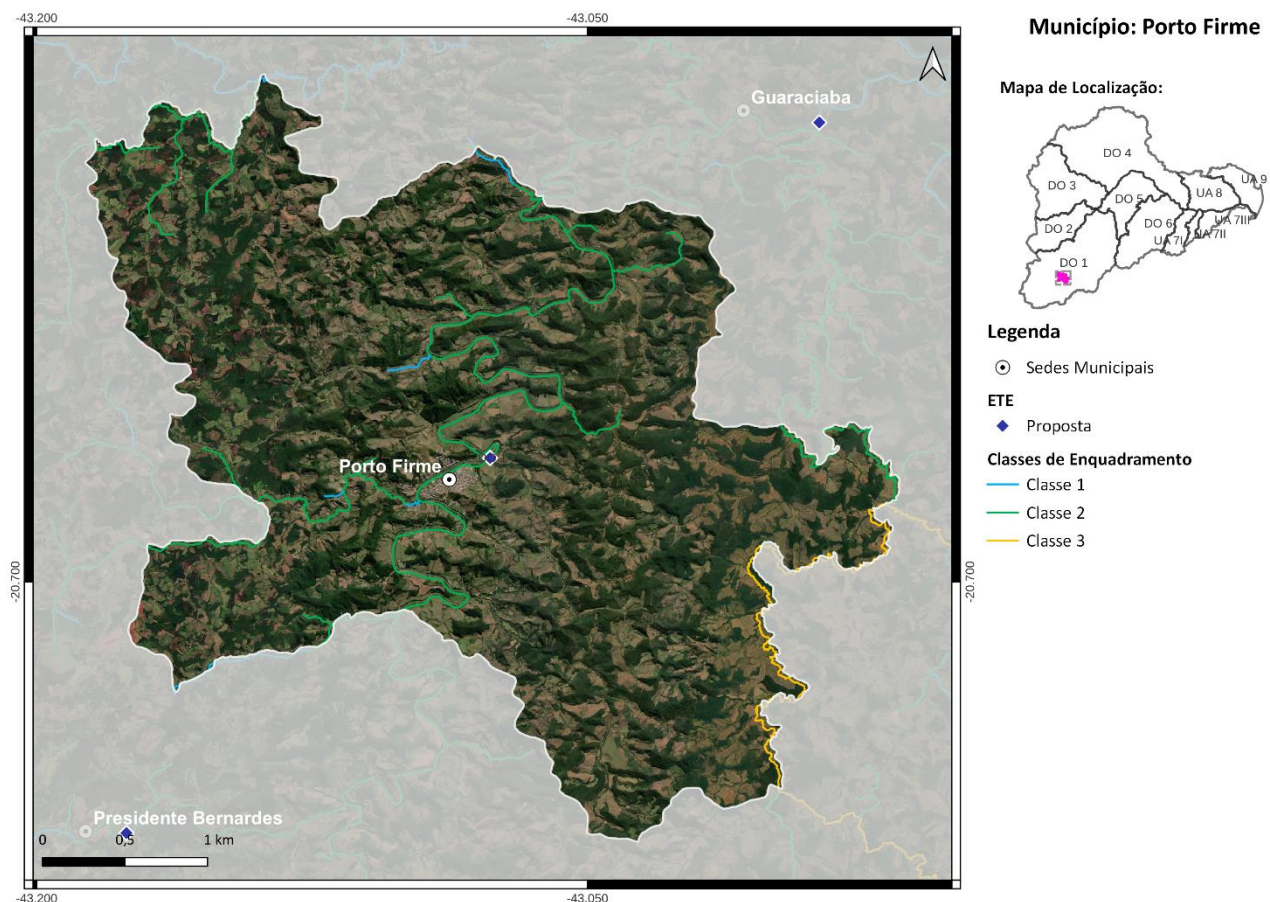 -43.200
-43.050
Município: Porto Firme
Guaraciaba
Mapa de Localização:
DO 4
DO 3
DO 5
UA 8
UA 9
DO 2
DO 6
UA 7III
UA 7II
UA 7I
DO 1
Legenda
Sedes Municipais
ETE
Proposta
Classes de Enquadramento
Classe 1
Classe 2
Classe 3
Porto Firme
-20.700
-20.700
Presidente Bernardes
0 0,5 1 km
-43.200
-43.050